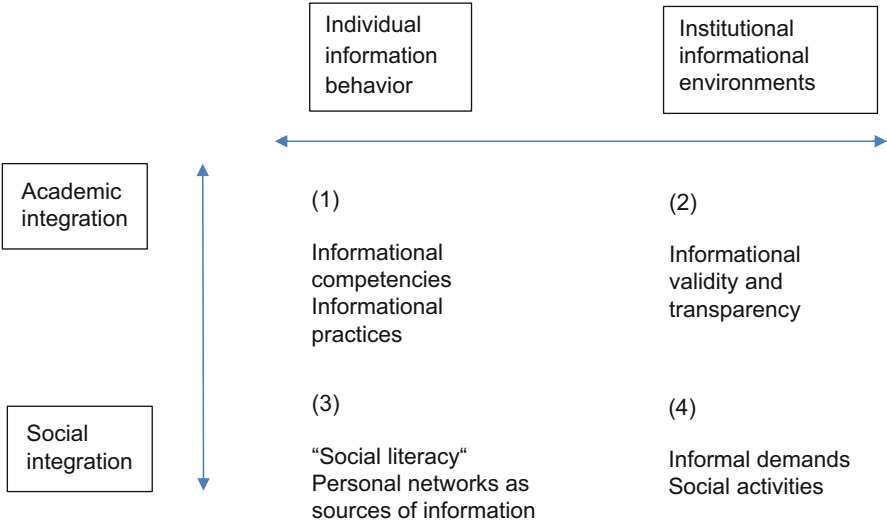 Individual
information
behavior
Institutional
informational
environments
Academic
integration
(1)
Informational
competencies
Informational
practices
(2)
Informational
validity and
transparency
Social
integration
(3)
“Social literacy“
Personal networks as
sources of information
(4)
Informal demands
Social activities